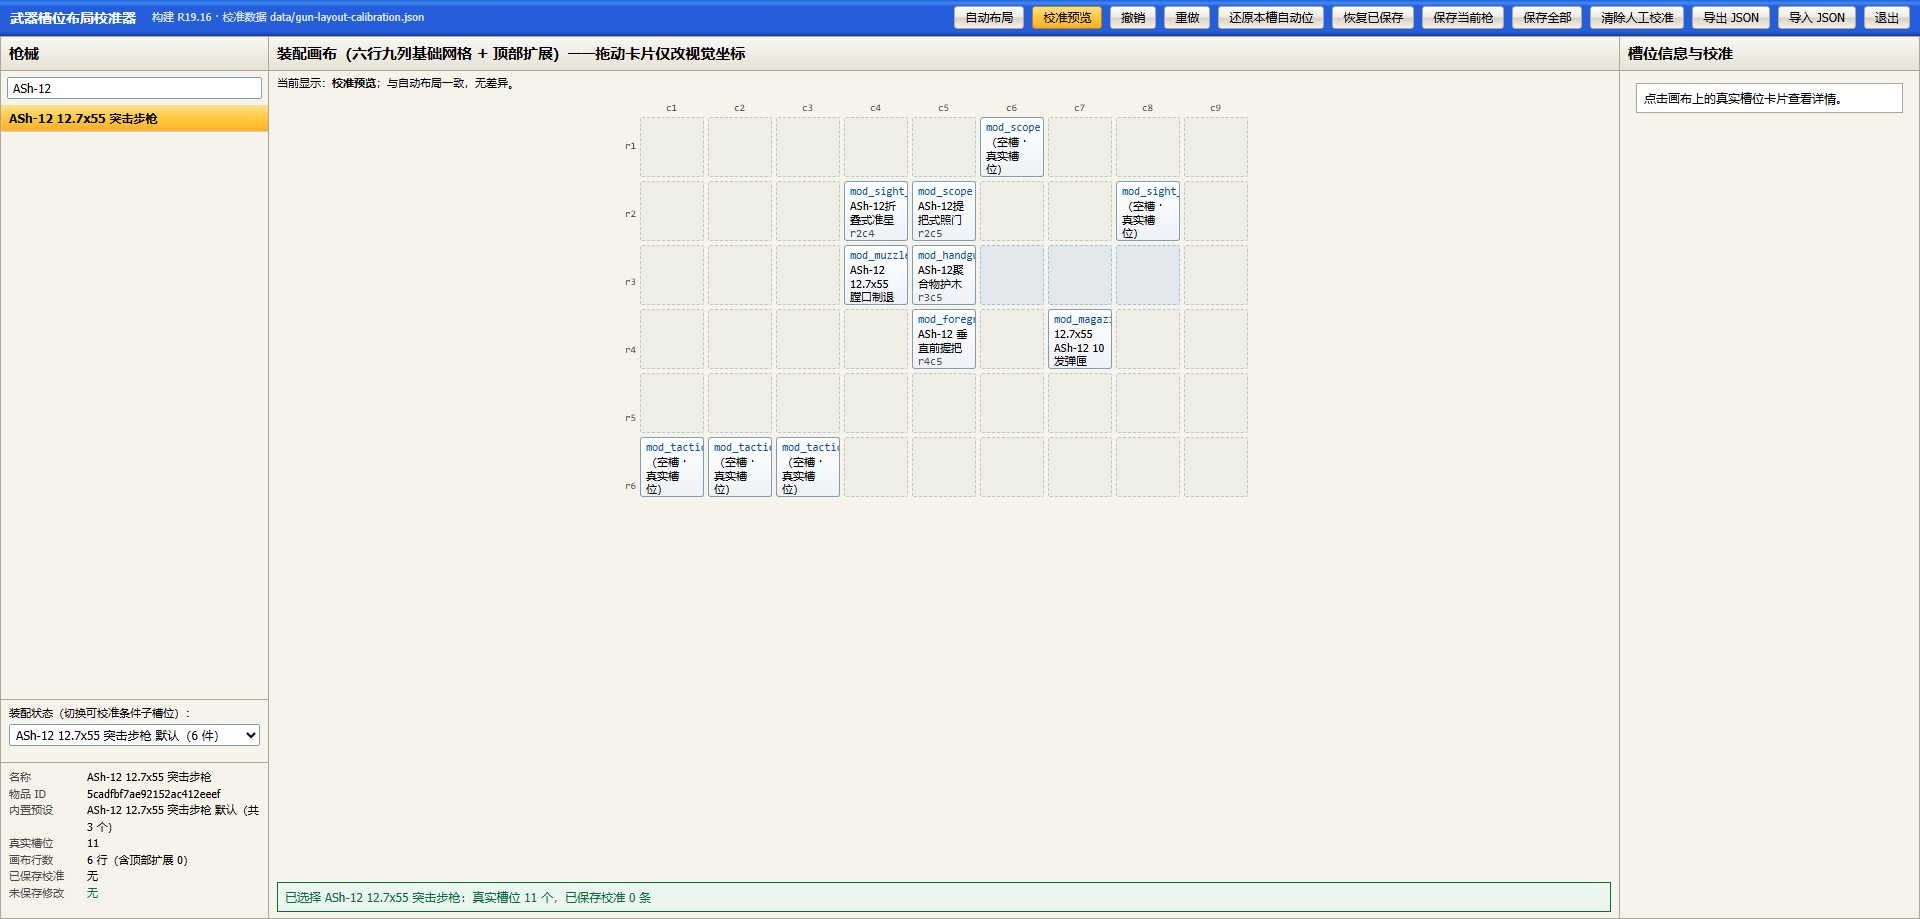 武器槽位布局校准器 构建 R19.16 · 校准数据 data/gun-layout-calibration.json
自动布局 校准预览 撤销 重做 还原本槽自动位 恢复已保存 保存当前枪 保存全部 清除人工校准 导出 JSON 导入 JSON 退出
枪械
ASh-12
ASh-12 12.7x55 突击步枪
装配状态（切换可校准条件子槽位）：
ASh-12 12.7x55 突击步枪 默认（6 件）
名称 ASh-12 12.7x55 突击步枪
物品 ID 5cadfbf7ae92152ac412eeef
内置预设 ASh-12 12.7x55 突击步枪 默认（共
3 个）
真实槽位 11
画布行数 6 行（含顶部扩展 0）
已保存校准 无
未保存修改 无
装配画布（六行九列基础网格 + 顶部扩展）——拖动卡片仅改视觉坐标
当前显示：校准预览；与自动布局一致，无差异。
c1 c2 c3 c4 c5 c6 c7 c8 c9
r1
mod_scope
（空槽 ·
真实槽
位）
r2
mod_sight_
ASh-12折
叠式准星
r2c4
mod_scope
ASh-12提
把式照门
r2c5
mod_sight_
（空槽 ·
真实槽
位）
r3
mod_muzzle
ASh-12
12.7x55
膛口制退
mod_handgu
ASh-12聚
合物护木
r3c5
r4
mod_foregr
ASh-12 垂
直前握把
r4c5
mod_magazi
12.7x55
ASh-12 10
发弹匣
r5
r6
mod_tactic
（空槽 ·
真实槽
位）
mod_tactic
（空槽 ·
真实槽
位）
mod_tactic
（空槽 ·
真实槽
位）
已选择 ASh-12 12.7x55 突击步枪：真实槽位 11 个，已保存校准 0 条
槽位信息与校准
点击画布上的真实槽位卡片查看详情。